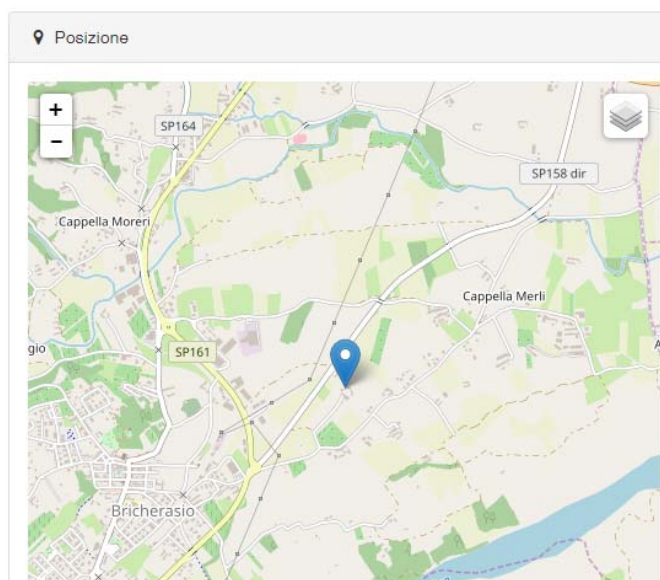 Posizione
+
−
SP164
SP158 dir
Cappella Moreri
Cappella Merli
gio
A
SP161
Bricherasio